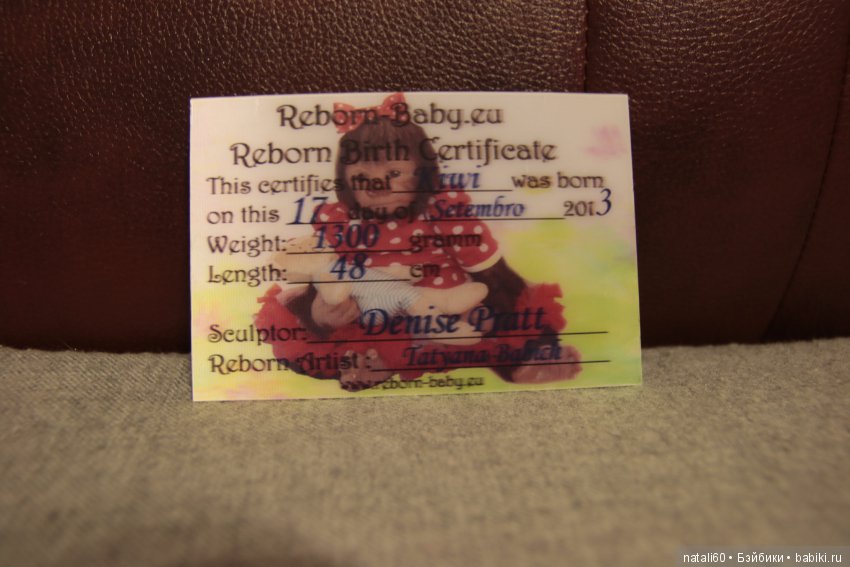 Reborn-Baby.eu
Reborn Birth Certificate
This certifies that Kiwi was born
on this 17 day of Setembro 2013
Weight: 1300 gramm
Length: 48 cm
Sculptor: Denise Pratt
Reborn Artist : Tatyana Babich
www.reborn-baby.eu
natali60 • Бэйбики • babiki.ru